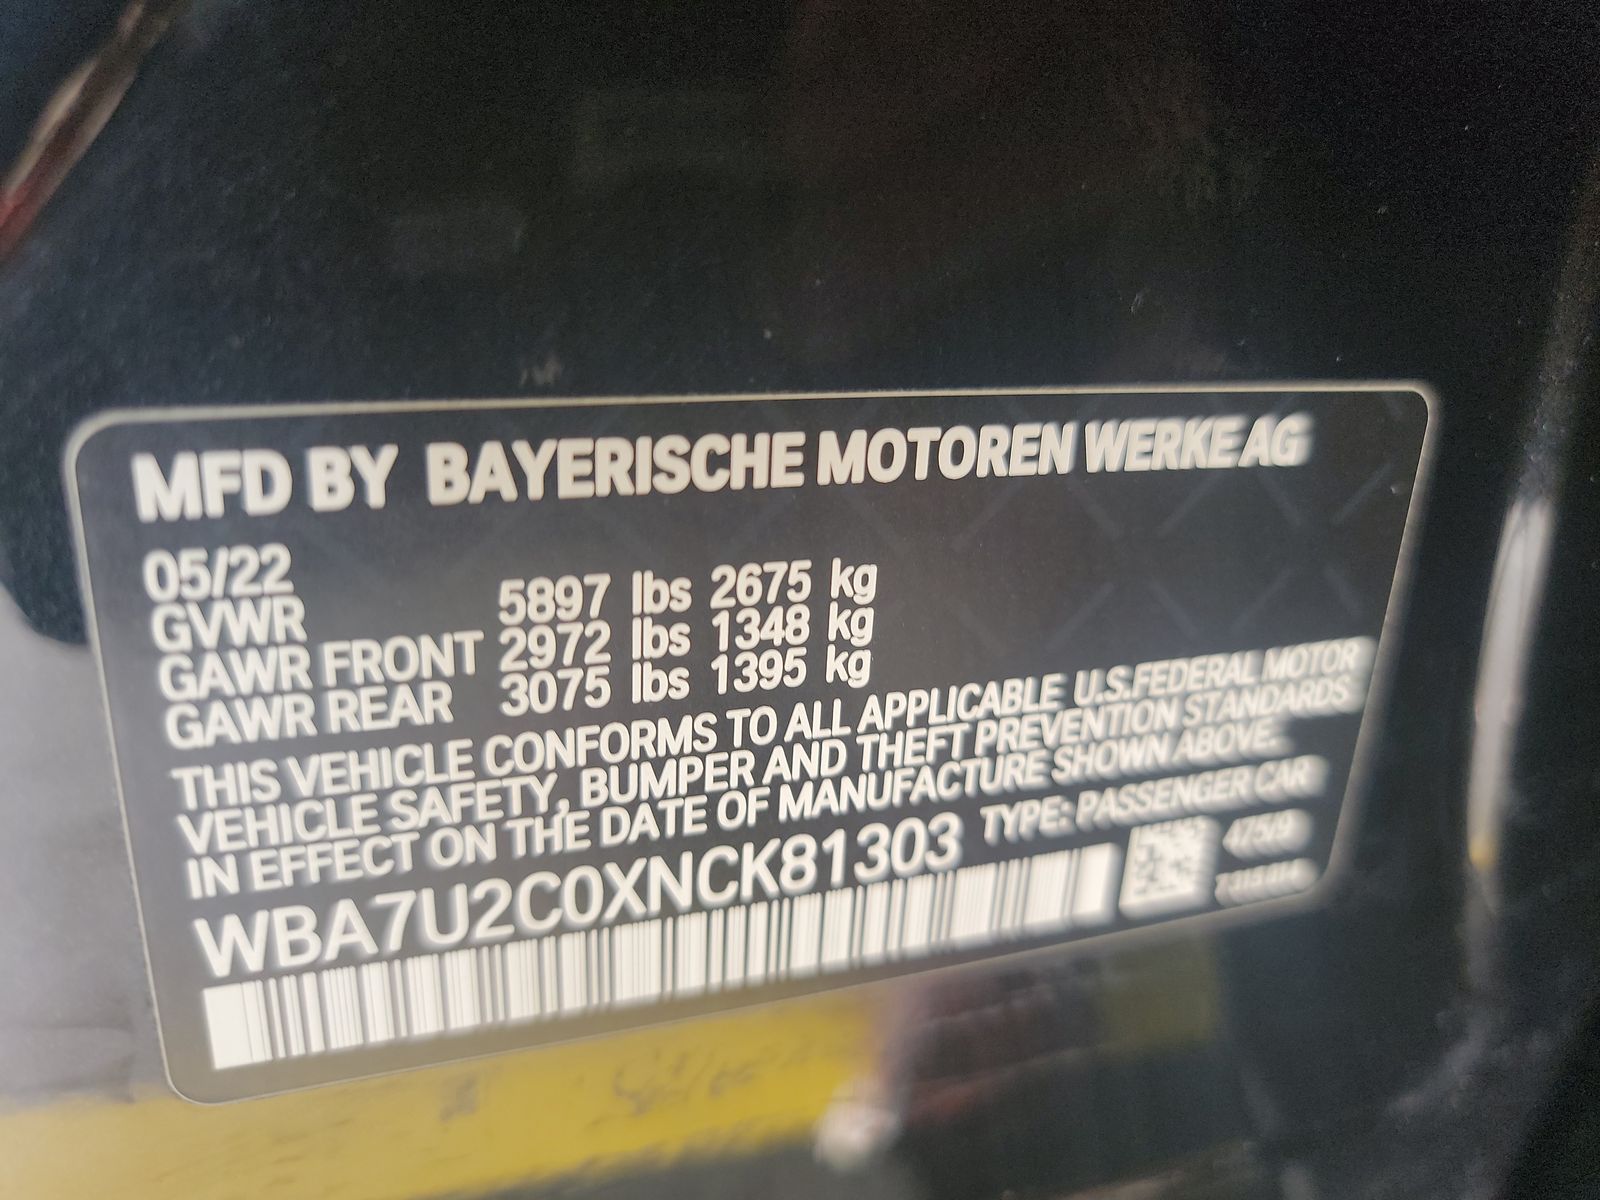 MFD BY BAYERISCHE MOTOREN WERKE AG
05/22
GVWR 5897 lbs 2675 kg
GAWR FRONT 2972 lbs 1348 kg
GAWR REAR 3075 lbs 1395 kg
THIS VEHICLE CONFORMS TO ALL APPLICABLE U.S.FEDERAL MOTOR
VEHICLE SAFETY, BUMPER AND THEFT PREVENTION STANDARDS
IN EFFECT ON THE DATE OF MANUFACTURE SHOWN ABOVE.
WBA7U2C0XNCK81303 TYPE: PASSENGER CAR